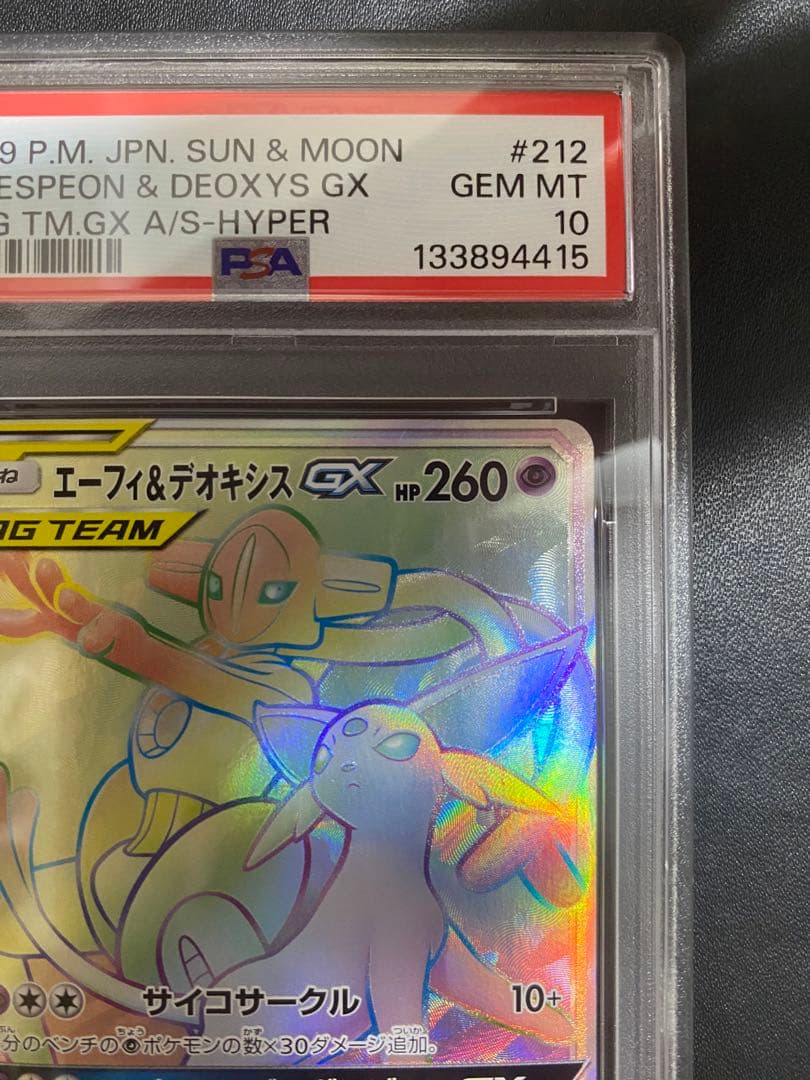 9 P.M. JPN. SUN & MOON #212
ESPEON & DEOXYS GX GEM MT
G TM.GX A/S-HYPER 10
PSA 133894415
ね エーフィ&デオキシス GX HP 260
AG TEAM
サイコサークル 10+
分のベンチの ポケモンの数×30ダメージ追加。